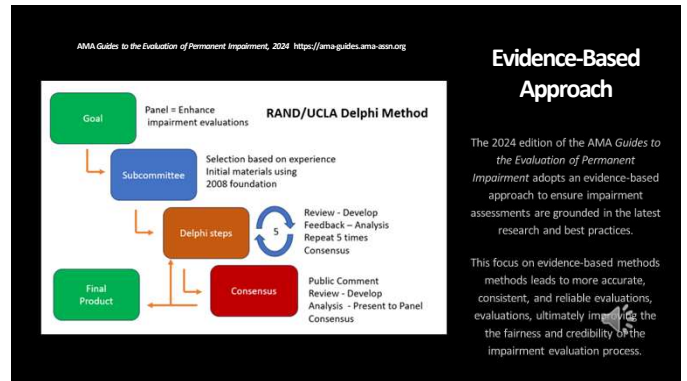 AMA Guides to the Evaluation of Permanent Impairment, 2024 https://ama-guides.ama-assn.org
Evidence-Based
Approach
RAND/UCLA Delphi Method
Goal
Panel = Enhance
impairment evaluations
Subcommittee
Selection based on experience
Initial materials using
2008 foundation
Delphi steps
5
Review - Develop
Feedback – Analysis
Repeat 5 times
Consensus
Final
Product
Consensus
Public Comment
Review - Develop
Analysis - Present to Panel
Consensus
The 2024 edition of the AMA Guides to
the Evaluation of Permanent
Impairment adopts an evidence-based
approach to ensure impairment
assessments are grounded in the latest
research and best practices.
This focus on evidence-based methods
methods leads to more accurate,
consistent, and reliable evaluations,
evaluations, ultimately improving the
the fairness and credibility of the
impairment evaluation process.